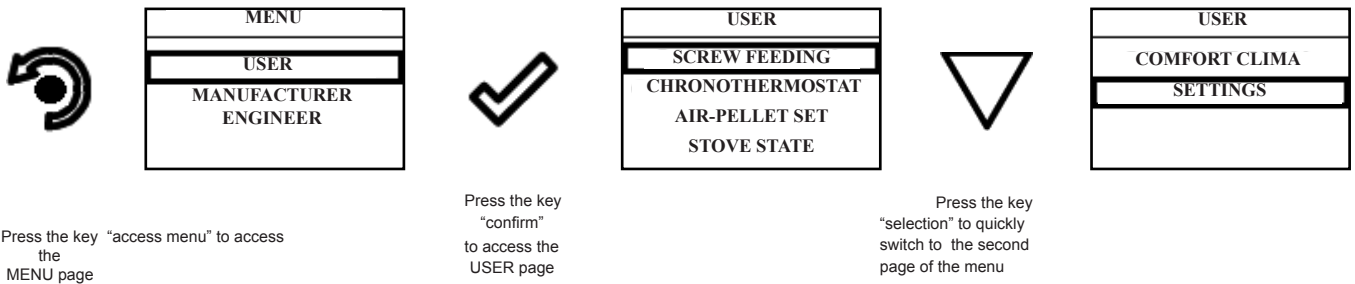 MENU
USER
MANUFACTURER
ENGINEER
Press the key "access menu" to access
the
MENU page
Press the key
"confirm"
to access the
USER page
USER
SCREW FEEDING
CHRONOTHERMOSTAT
AIR-PELLET SET
STOVE STATE
Press the key
"selection" to quickly
switch to the second
page of the menu
USER
COMFORT CLIMA
SETTINGS